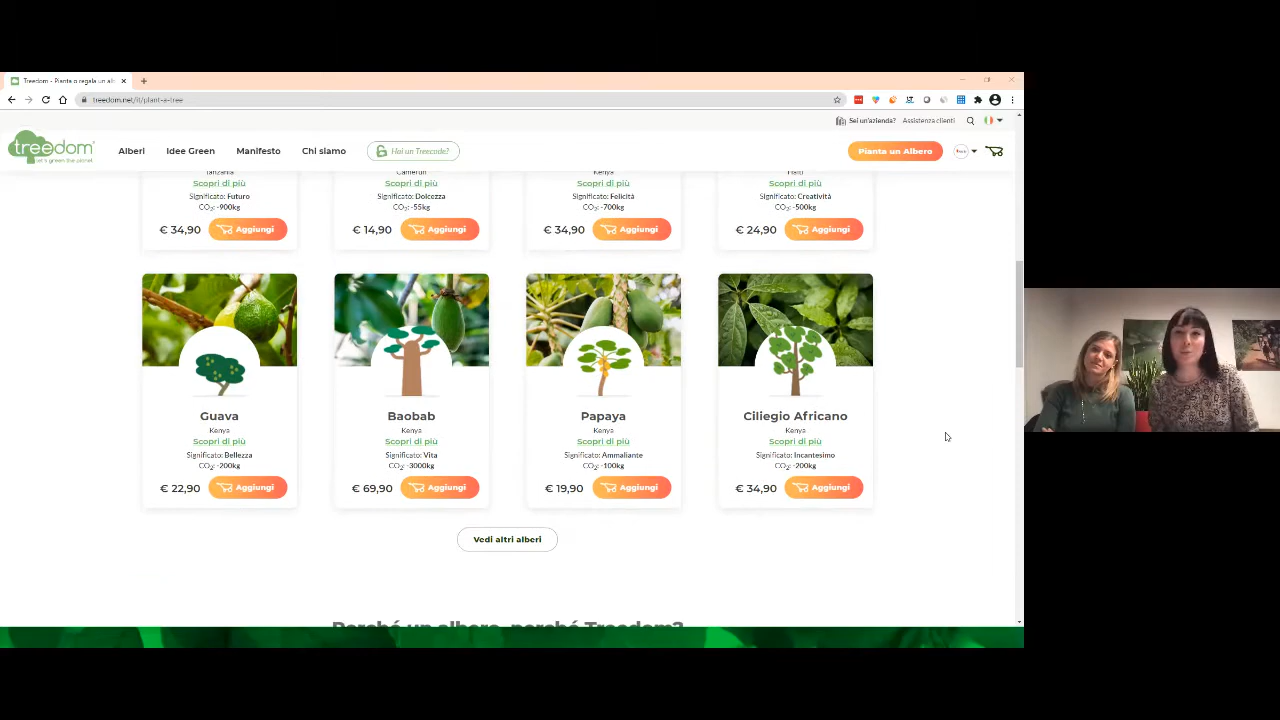 Treedom - Pianta o regala un al
treedom.net/it/plant-a-tree
Sei un'azienda? Assistenza clienti
treedom
Let's green the planet
Alberi Idee Green Manifesto Chi siamo Hai un Treecode? Pianta un Albero
Tanzania Camerun Kenya Haiti
Scopri di più Scopri di più Scopri di più Scopri di più
Significato: Futuro Significato: Dolcezza Significato: Felicità Significato: Creatività
CO2: -900kg CO2: -55kg CO2: -700kg CO2: -500kg
€ 34,90 Aggiungi € 14,90 Aggiungi € 34,90 Aggiungi € 24,90 Aggiungi
Guava Baobab Papaya Ciliegio Africano
Kenya Kenya Kenya Kenya
Scopri di più Scopri di più Scopri di più Scopri di più
Significato: Bellezza Significato: Vita Significato: Ammaliante Significato: Incantesimo
CO2: -200kg CO2: -3000kg CO2: -100kg CO2: -200kg
€ 22,90 Aggiungi € 69,90 Aggiungi € 19,90 Aggiungi € 34,90 Aggiungi
Vedi altri alberi
Perché un albero, perché Treedom?